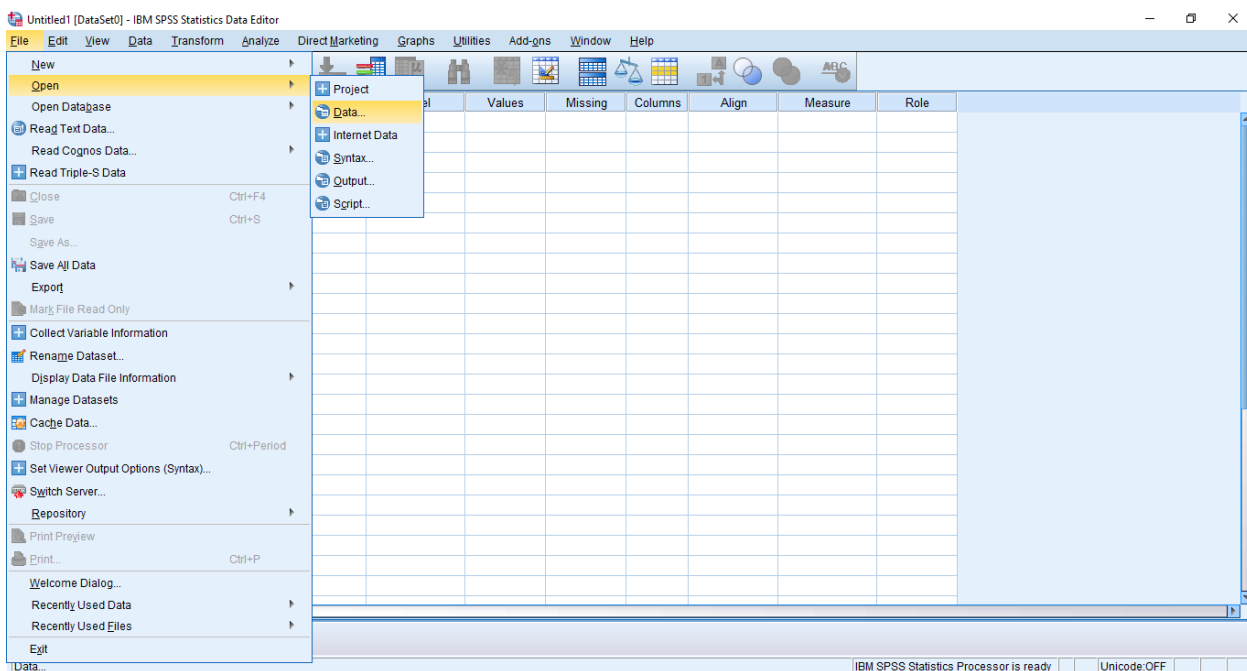 Untitled1 [DataSet0] - IBM SPSS Statistics Data Editor
File Edit View Data Transform Analyze Direct Marketing Graphs Utilities Add-ons Window Help
New
Open
Open Database
Read Text Data...
Read Cognos Data...
Read Triple-S Data
Close Ctrl+F4
Save Ctrl+S
Save As...
Save All Data
Export
Mark File Read Only
Collect Variable Information
Rename Dataset...
Display Data File Information
Manage Datasets
Cache Data...
Stop Processor Ctrl+Period
Set Viewer Output Options (Syntax)...
Switch Server...
Repository
Print Preview
Print... Ctrl+P
Welcome Dialog...
Recently Used Data
Recently Used Files
Exit
Project
Data...
Internet Data
Syntax...
Output...
Script...
A
1 4
ABC
el Values Missing Columns Align Measure Role
Data... IBM SPSS Statistics Processor is ready Unicode:OFF